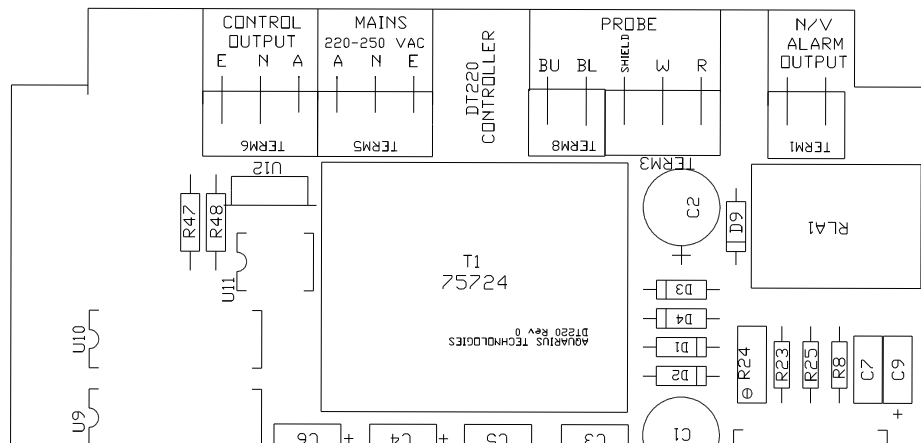 CONTROL
OUTPUT
E N A
MAINS
220-250 VAC
A N E
DT220
CONTROLLER
PROBE
BU BL SHIELD W R
N/V
ALARM
OUTPUT
TERM6
TERM5
TERM8
TERM3
TERM1
U12
R47
R48
U11
U10
U9
T1
75724
AQUARIUS TECHNOLOGIES
DT220 Rev 0
C2
D9
RLA1
D3
D4
D1
D2
R24
R23
R25
R8
C7
C9
+
+
C6 +
C4 +
C5
C3
C1